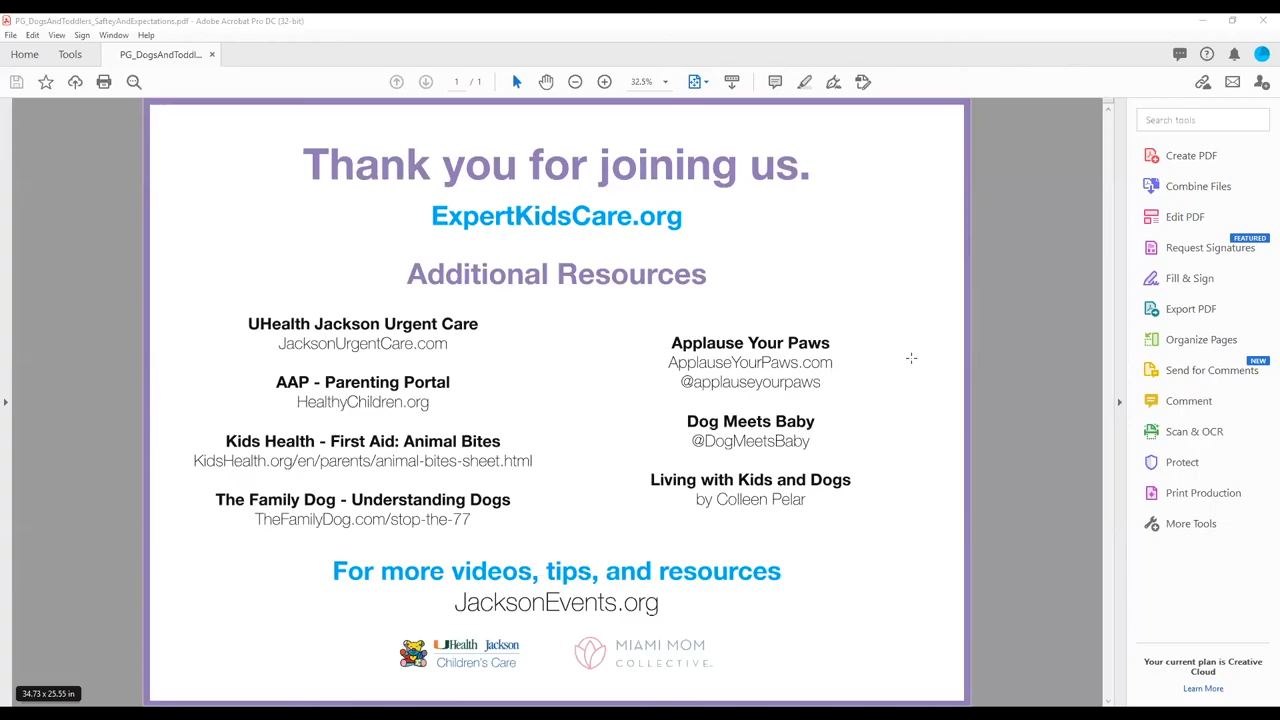 PG_DogsAndToddlers_SafteyAndExpectations.pdf - Adobe Acrobat Pro DC (32-bit)
File Edit View Sign Window Help
Home Tools PG_DogsAndToddl... ×
1 / 1 32.5%
Thank you for joining us.
ExpertKidsCare.org
Additional Resources
UHealth Jackson Urgent Care
JacksonUrgentCare.com
AAP - Parenting Portal
HealthyChildren.org
Kids Health - First Aid: Animal Bites
KidsHealth.org/en/parents/animal-bites-sheet.html
The Family Dog - Understanding Dogs
TheFamilyDog.com/stop-the-77
Applause Your Paws
ApplauseYourPaws.com
@applauseyourpaws
Dog Meets Baby
@DogMeetsBaby
Living with Kids and Dogs
by Colleen Pelar
For more videos, tips, and resources
JacksonEvents.org
UHealth Jackson
Children's Care
MIAMI MOM
COLLECTIVE
34.73 x 25.55 in
Search tools
Create PDF
Combine Files
Edit PDF
FEATURED
Request Signatures
Fill & Sign
Export PDF
Organize Pages
NEW
Send for Comments
Comment
Scan & OCR
Protect
Print Production
More Tools
Your current plan is Creative
Cloud
Learn More